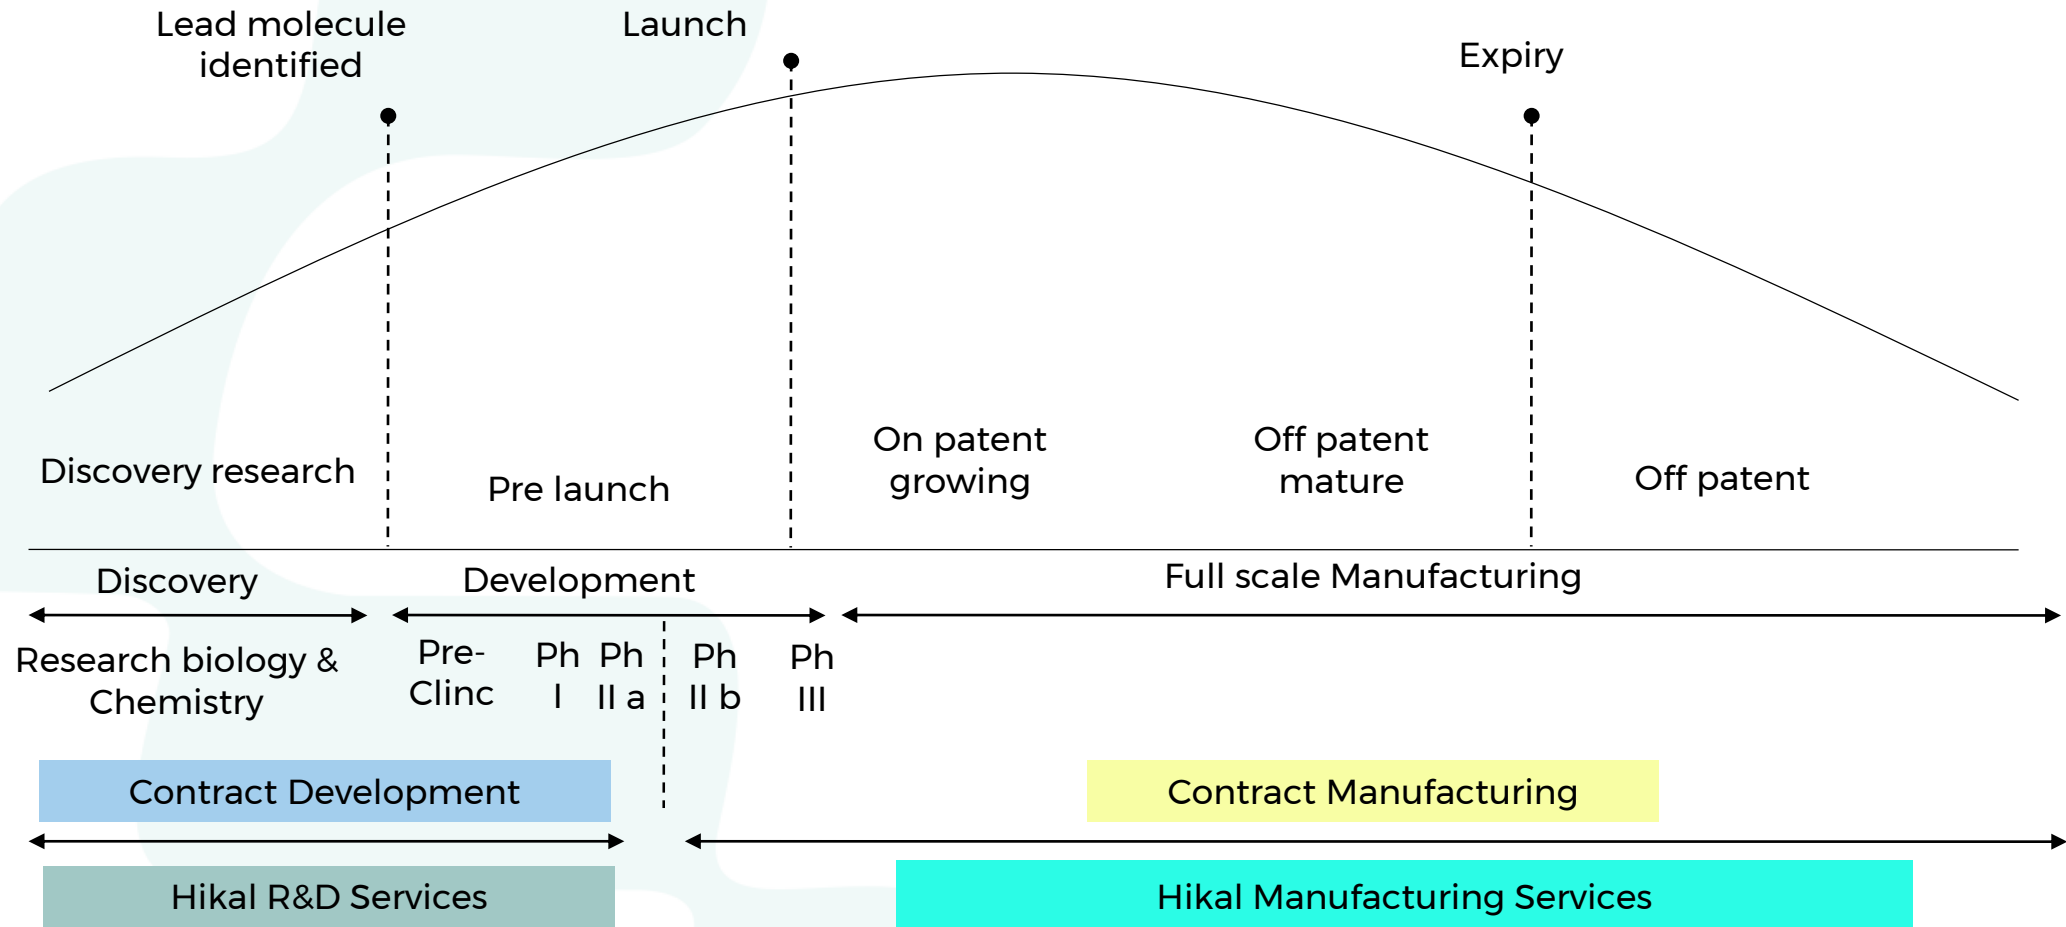 Lead molecule
identified
Launch
Expiry
Discovery research
Pre launch
On patent
growing
Off patent
mature
Off patent
Discovery
Development
Full scale Manufacturing
Research biology &
Chemistry
Pre-
Clinc
Ph
I
Ph
II a
Ph
II b
Ph
III
Contract Development
Contract Manufacturing
Hikal R&D Services
Hikal Manufacturing Services